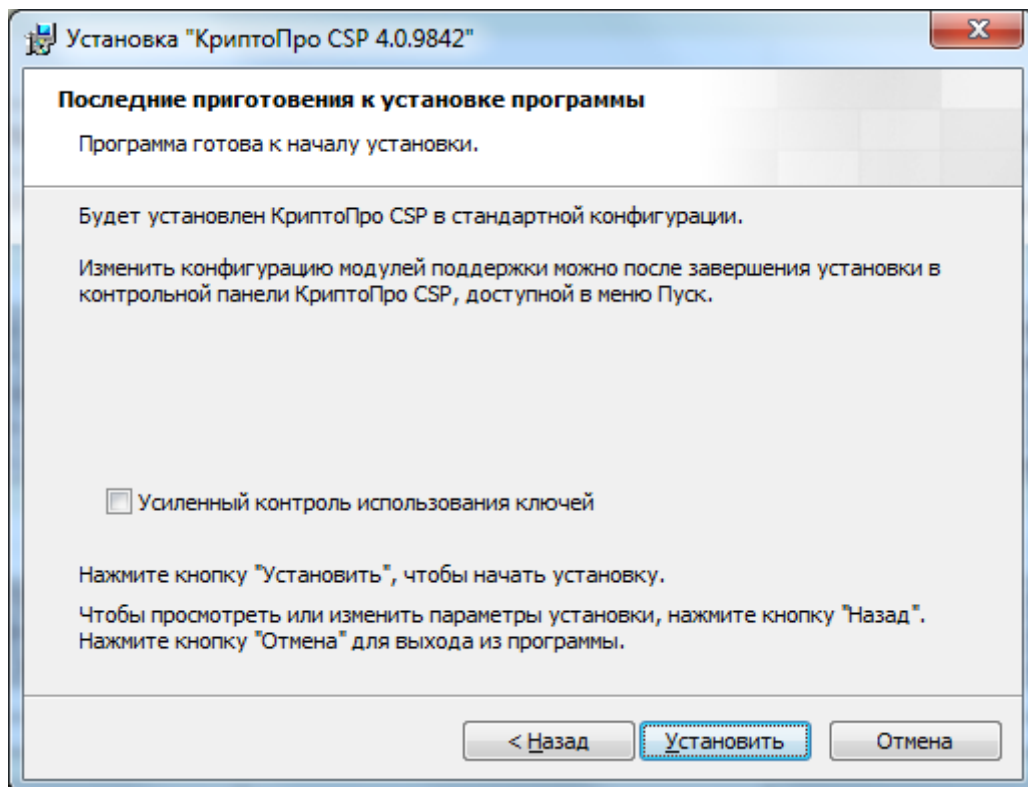 Установка "КриптоПро CSP 4.0.9842"
Последние приготовения к установке программы
Программа готова к началу установки.
Будет установлен КриптоПро CSP в стандартной конфигурации.
Изменить конфигурацию модулей поддержки можно после завершения установки в
контрольной панели КриптоПро CSP, доступной в меню Пуск.
Усиленный контроль использования ключей
Нажмите кнопку "Установить", чтобы начать установку.
Чтобы просмотреть или изменить параметры установки, нажмите кнопку "Назад".
Нажмите кнопку "Отмена" для выхода из программы.
< Назад
Установить
Отмена